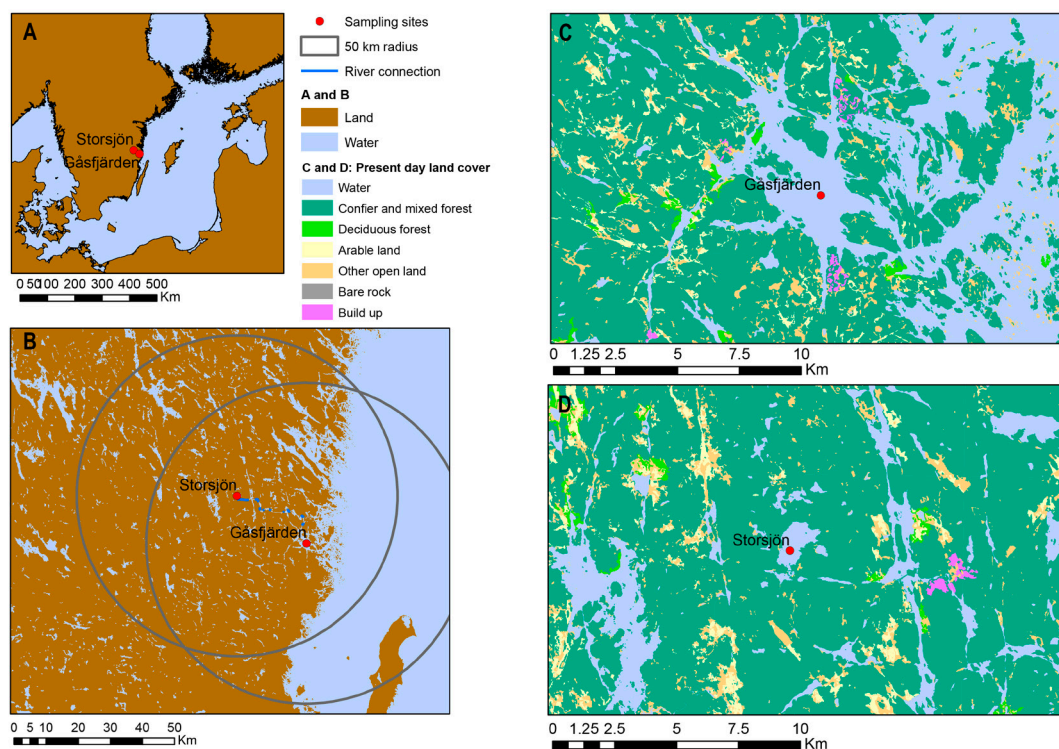 A
Storsjön
Gåsfjärden
0 50100 200 300 400 500
Km
Sampling sites
50 km radius
River connection
A and B
Land
Water
C and D: Present day land cover
Water
Confier and mixed forest
Deciduous forest
Arable land
Other open land
Bare rock
Build up
B
Storsjön
Gåsfjärden
0 5 10 20 30 40 50
Km
C
Gåsfjärden
0 1.25 2.5 5 7.5 10
Km
D
Storsjön
0 1.25 2.5 5 7.5 10
Km